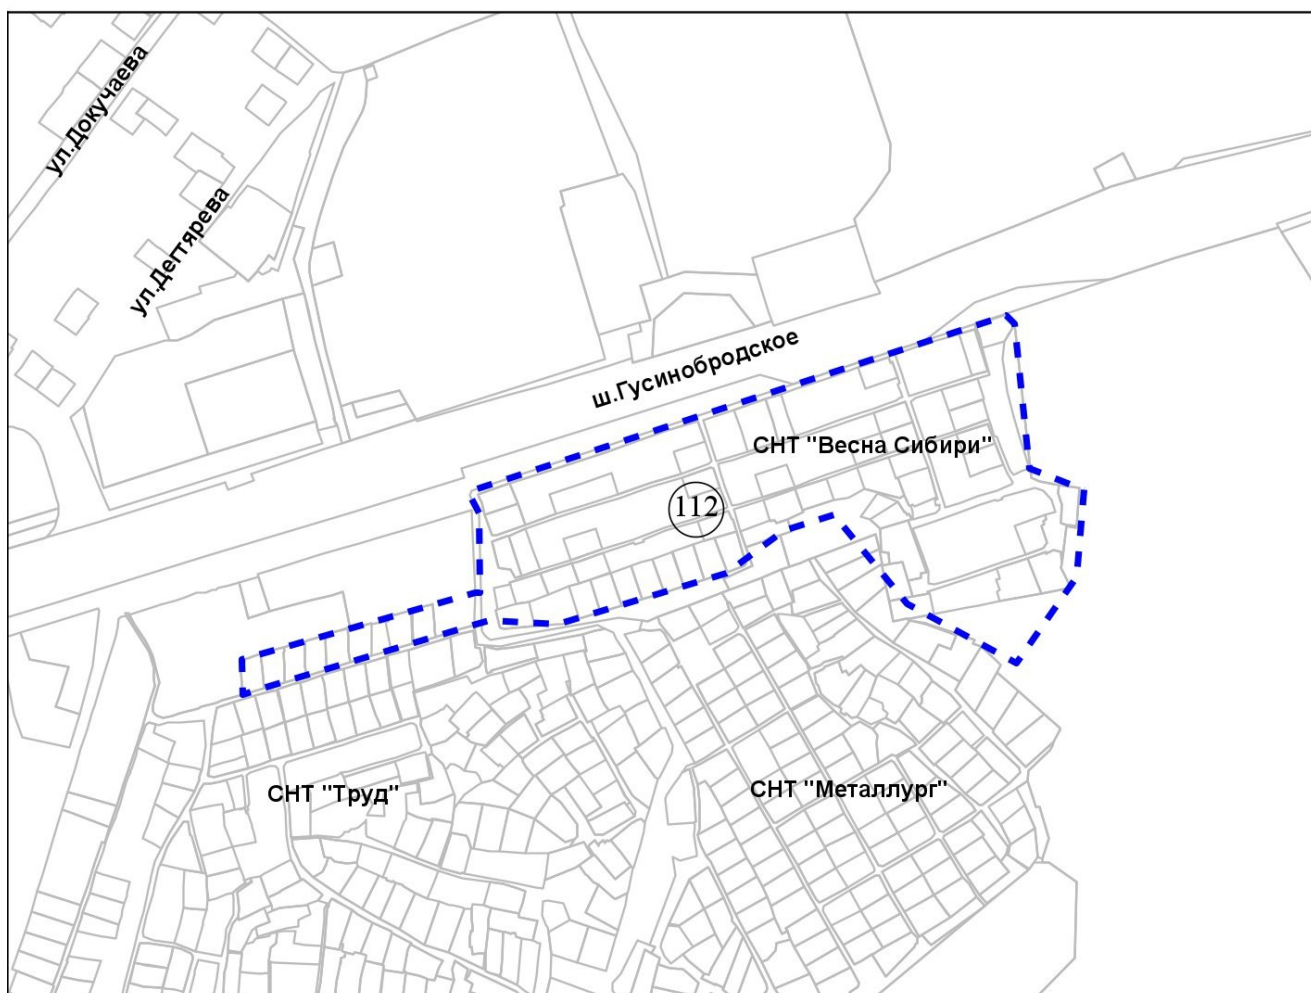 ул.Докучаева
ул.Дегтярева
ш.Гусинобродское
СНТ "Весна Сибири"
112
СНТ "Труд"
СНТ "Металлург"